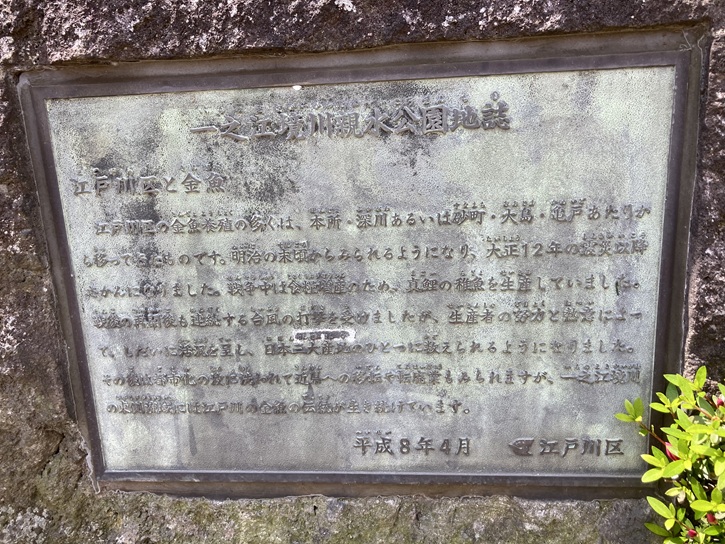 一之江境川親水公園地誌
江戸川区と金魚
江戸川区の金魚養殖の多くは、本所・深川あるいは砂町・大島・亀戸あたりか
ら移ってきたものです。明治の末頃からみられるようになり、大正12年の震災以降
さかんになりました。戦争中は食糧増産のため、真鯉の稚魚を生産していました。
戦後の再開後も連続する台風の打撃を受けましたが、生産者の努力と熱意によっ
て、しだいに発展を重し、日本三大産地のひとつに数えられるようになりました。
その後は都市化の波に洗われて近県への移転や転廃業もみられますが、一之江境川
の には江戸川の金魚の伝統が生き続けています。
平成8年4月 江戸川区